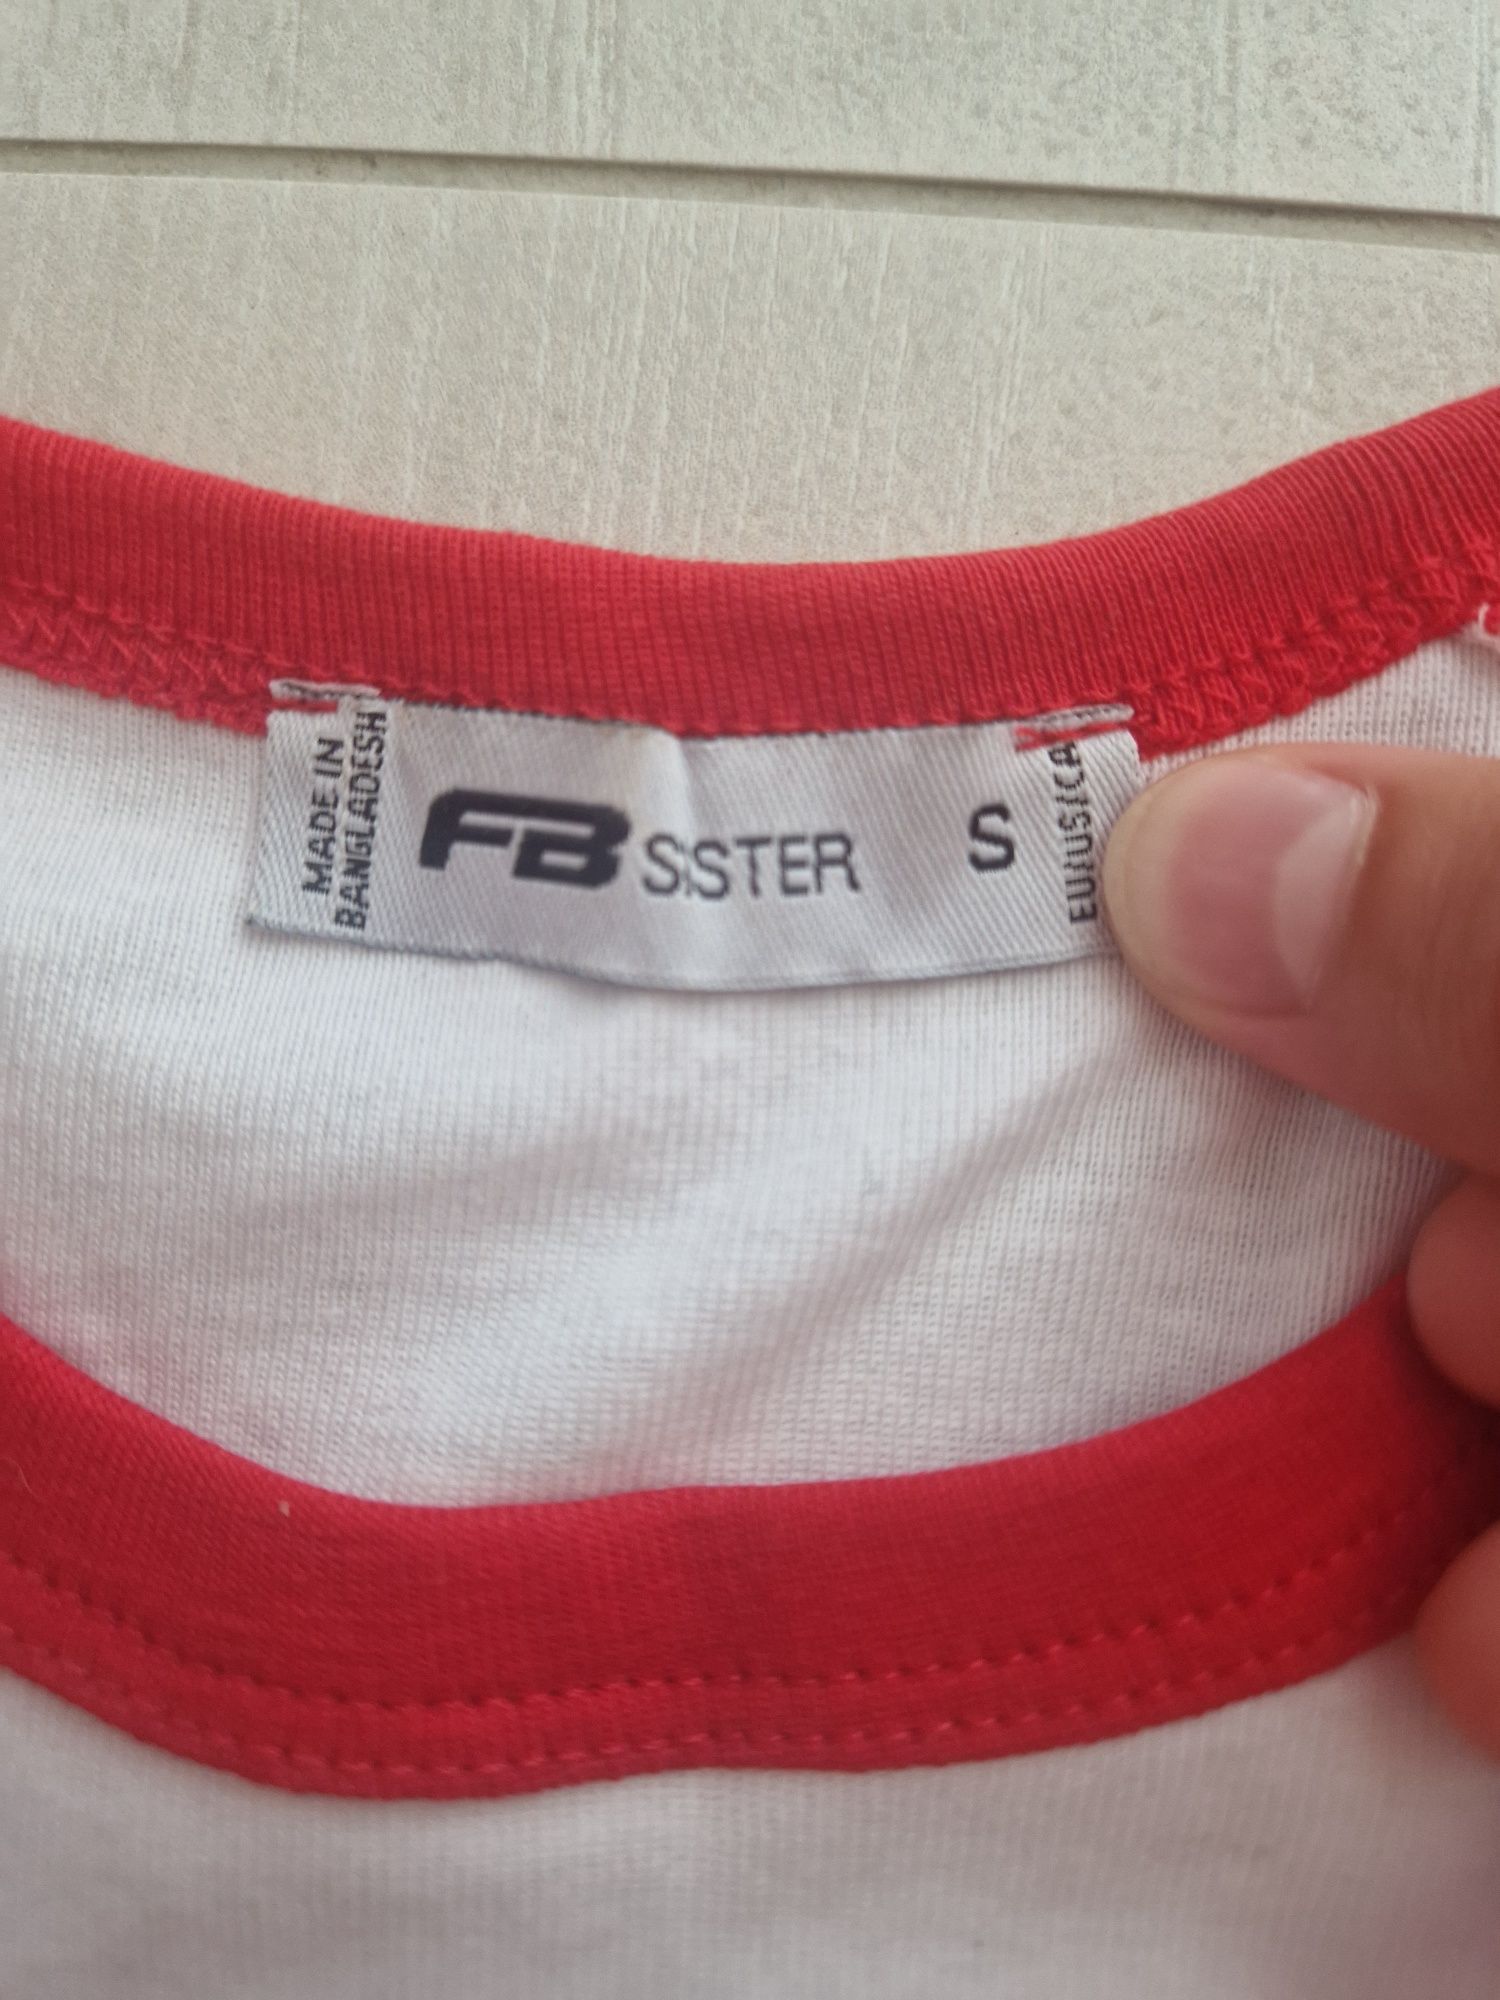 MADE IN
BANGLADESH
FB SISTER
S
EU/US/CA